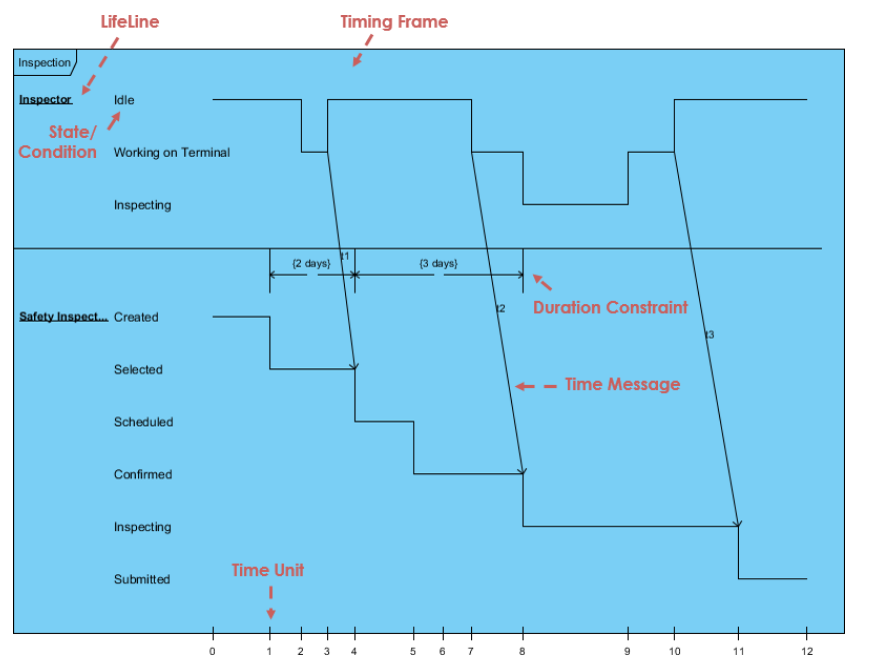 LifeLine
Timing Frame
Inspection
Inspector
Idle
State/
Condition
Working on Terminal
Inspecting
{2 days}
t1
{3 days}
Duration Constraint
t2
t3
Safety Inspect...
Created
Selected
Time Message
Scheduled
Confirmed
Inspecting
Time Unit
Submitted
0 1 2 3 4 5 6 7 8 9 10 11 12